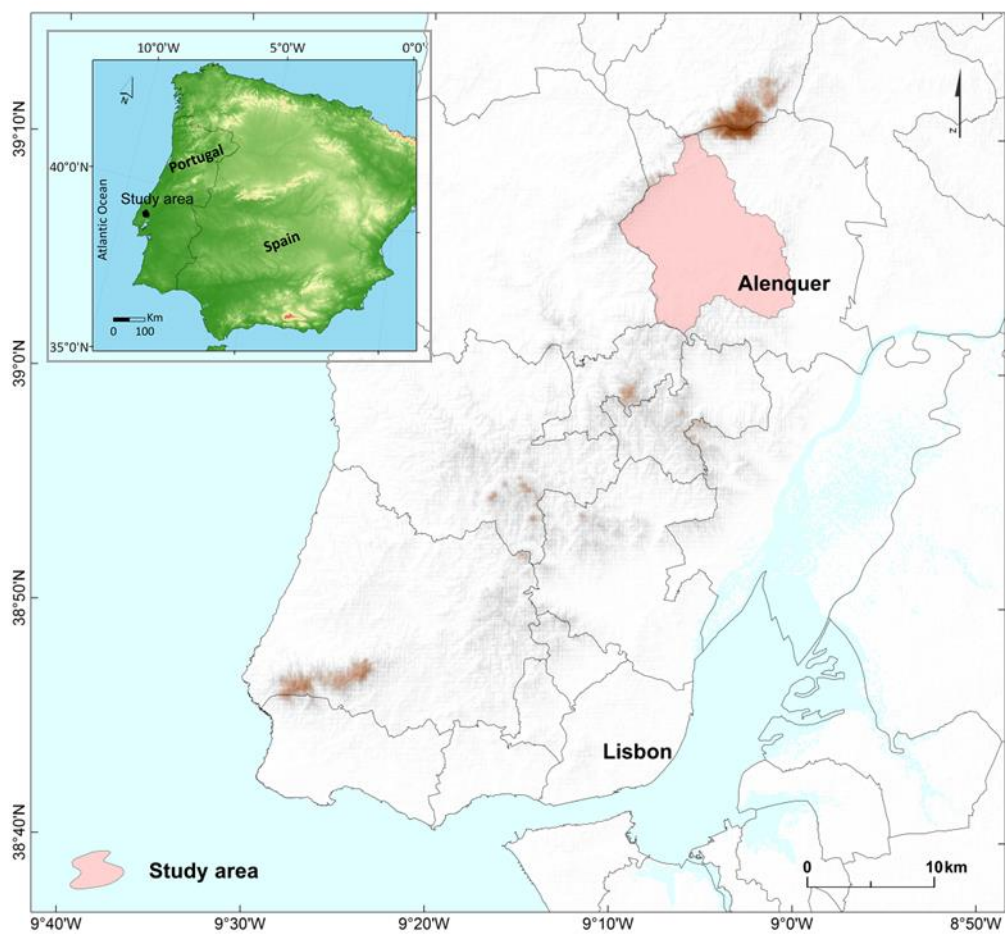 10°0'W
5°0'W
0°0'
40°0'N
35°0'N
N
Portugal
Study area
Atlantic Ocean
Spain
Km
0 100
39°10'N
39°0'N
38°50'N
38°40'N
N
Alenquer
Lisbon
Study area
0 10km
9°40'W
9°30'W
9°20'W
9°10'W
9°0'W
8°50'W